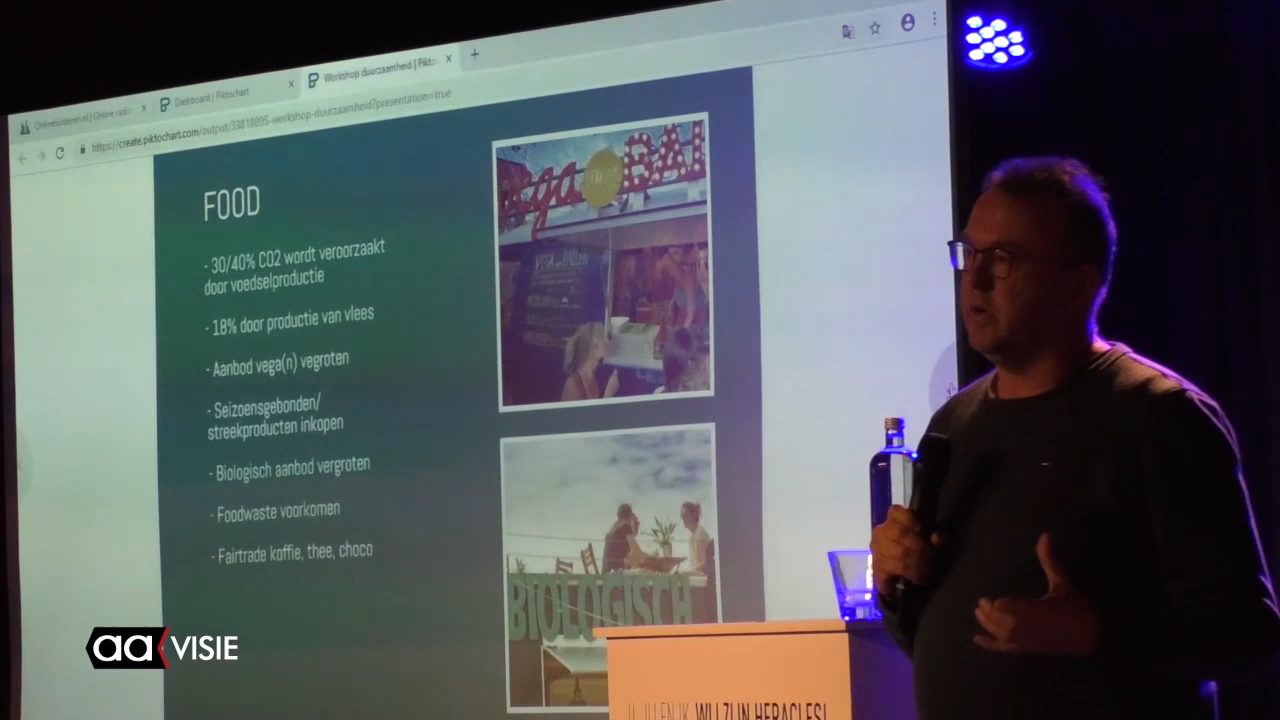 Dashboard | Piktochart
Workshop duurzaamheid | Pikto
https://create.piktochart.com/output/33818895-workshop-duurzaamheid?presentation=true
FOOD
- 30/40% CO2 wordt veroorzaakt
door voedselproductie
- 18% door productie van vlees
- Aanbod vega(n) vegroten
- Seizoensgebonden/
streekproducten inkopen
- Biologisch aanbod vergroten
- Foodwaste voorkomen
- Fairtrade koffie, thee, choco
BIOLOGISCH
aa VISIE
WIJ ZIJN HERACLES!